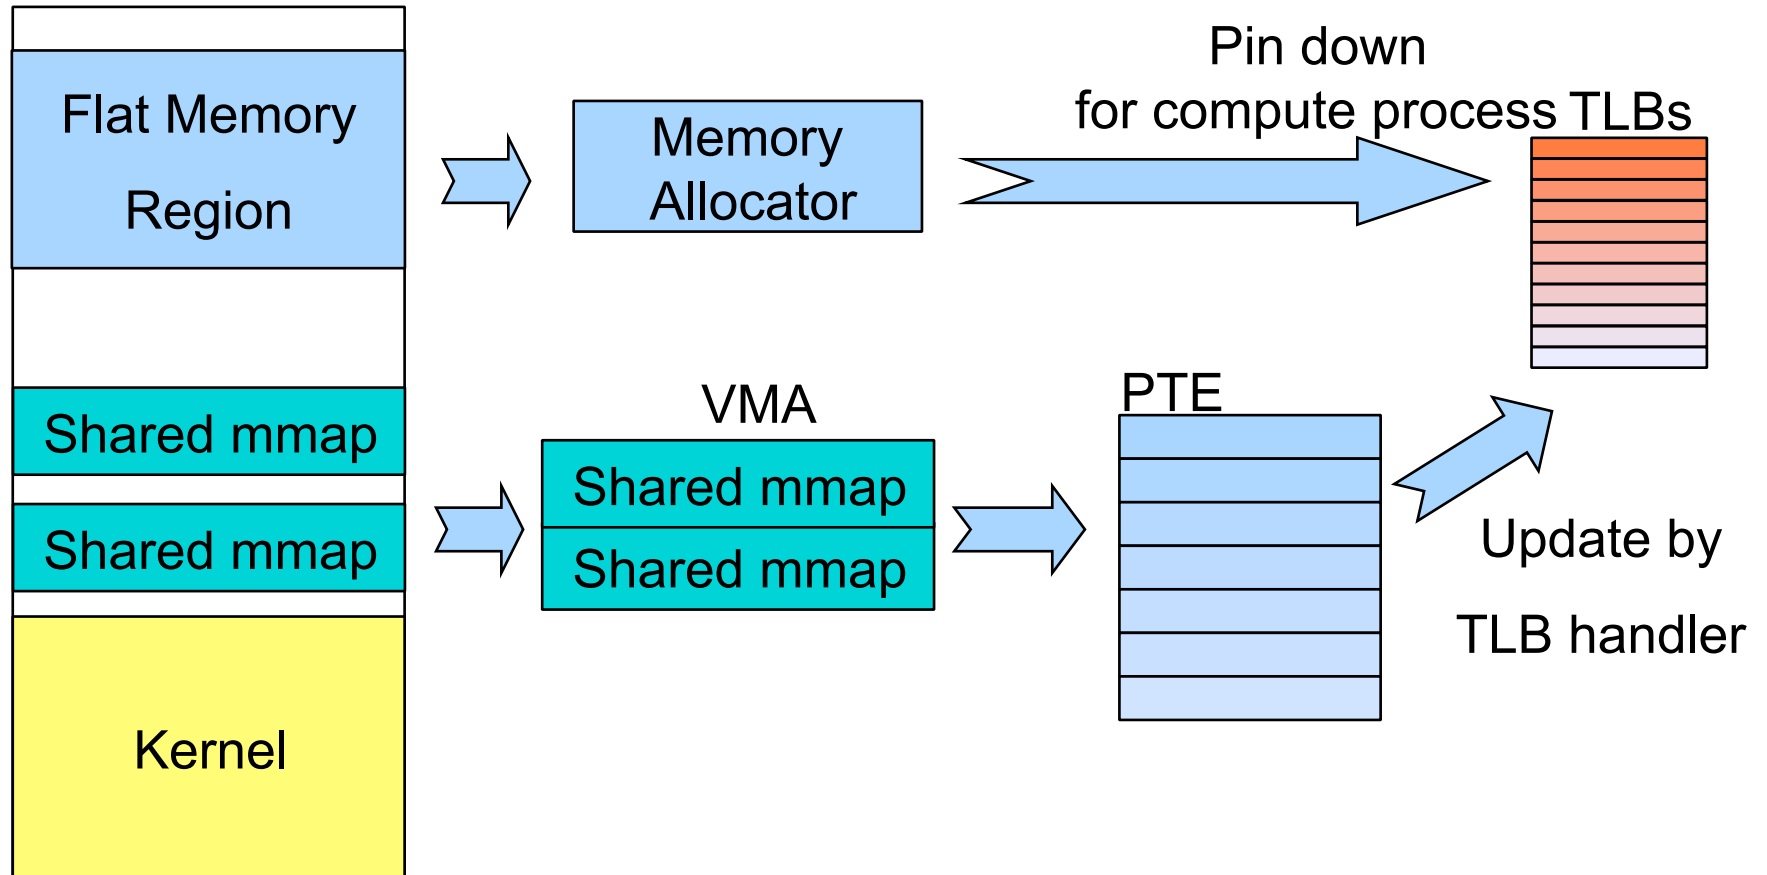 Flat Memory
Region
Memory
Allocator
Pin down
for compute process
TLBs
Shared mmap
Shared mmap
VMA
Shared mmap
Shared mmap
PTE
Update by
TLB handler
Kernel